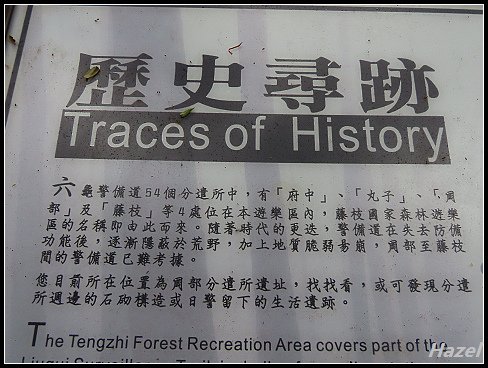 歷史尋跡
Traces of History
六龜警備道54個分遣所中，有「府中」、「丸子」、「周
部」及「藤枝」等4處位在本遊樂區內，藤枝國家森林遊樂
區的名稱即由此而來。隨著時代的更迭，警備道在失去防備
功能後，逐漸隱蔽於荒野，加上地質脆弱易崩，周部至藤枝
間的警備道已難考據。
您目前所在位置為周部分遣所遺址，找找看，或可發現分遣
所週邊的石砌構造或日警留下的生活遺跡。
The Tengzhi Forest Recreation Area covers part of the
Hazel